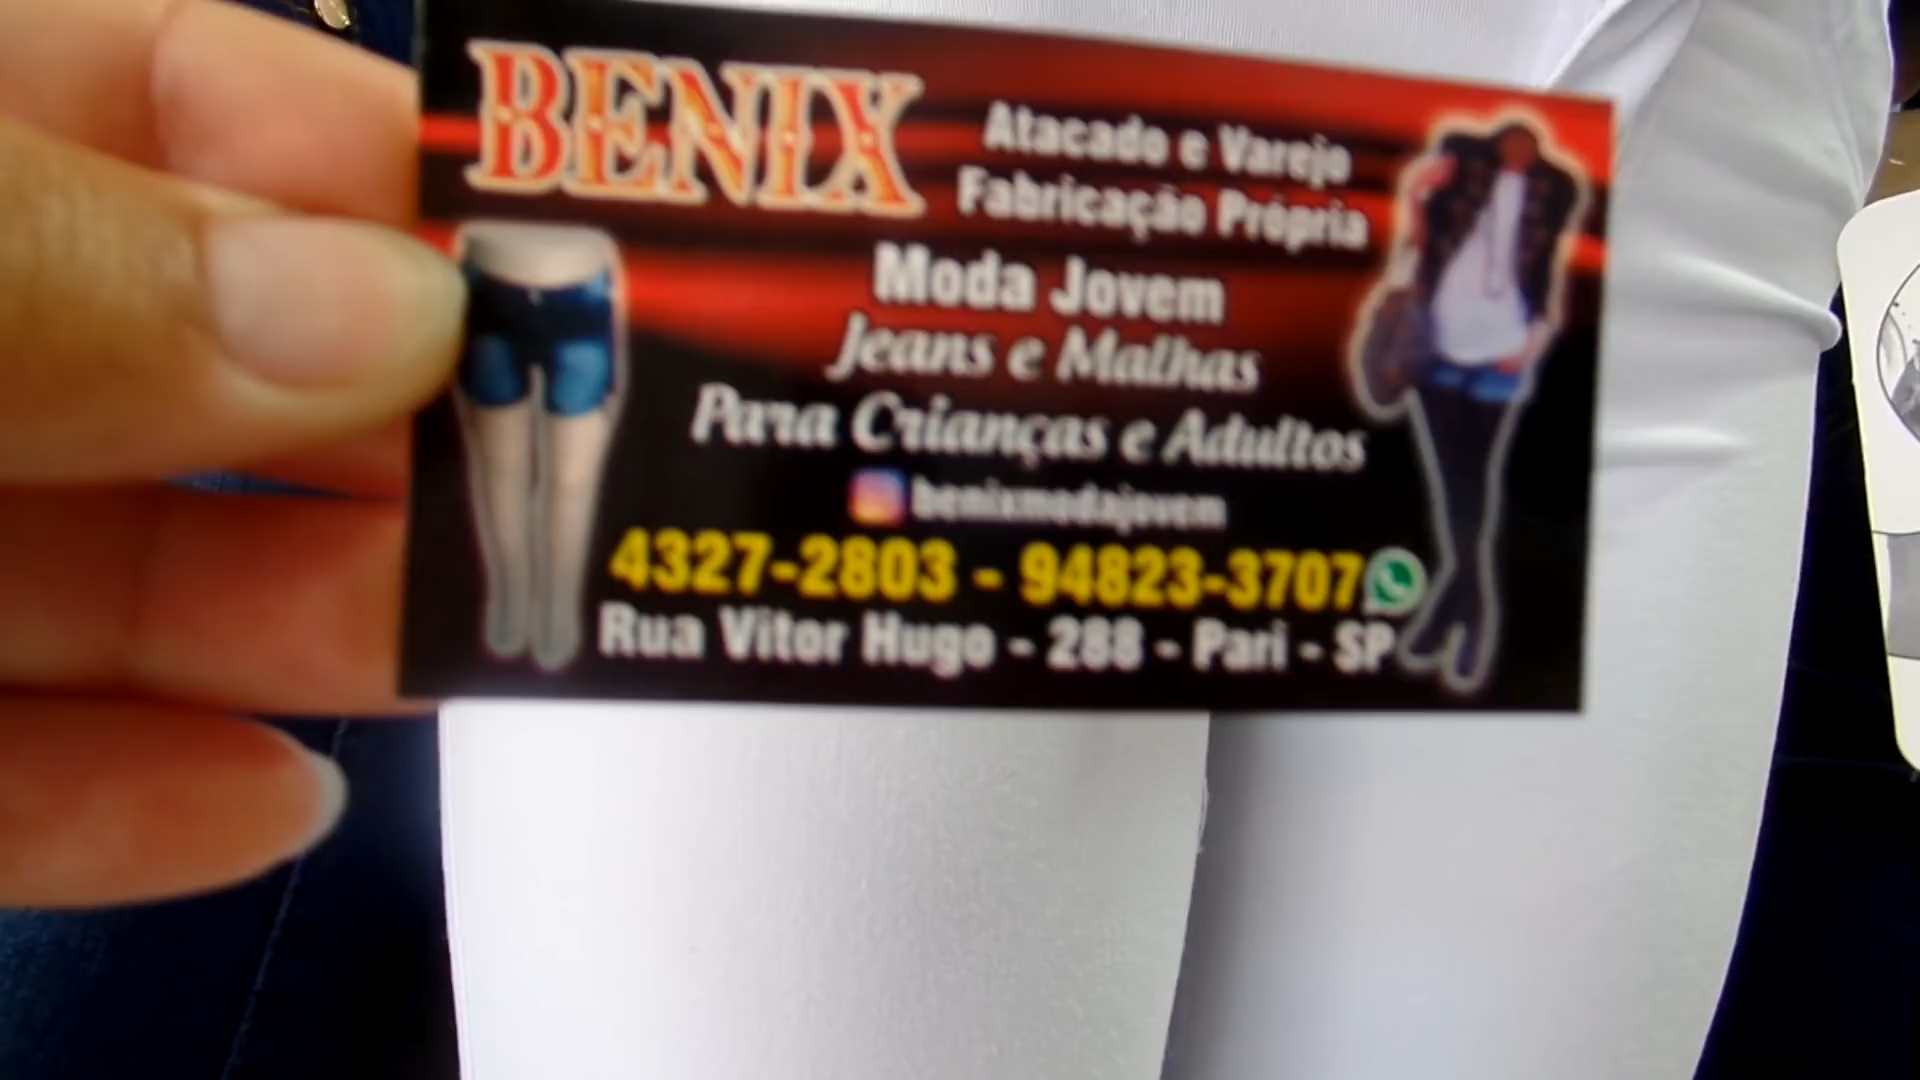 BENIX
Atacado e Varejo
Fabricação Própria
Moda Jovem
Jeans e Malhas
Para Crianças e Adultos
benixmodajovem
4327-2803 - 94823-3707
Rua Vitor Hugo - 288 - Pari - SP